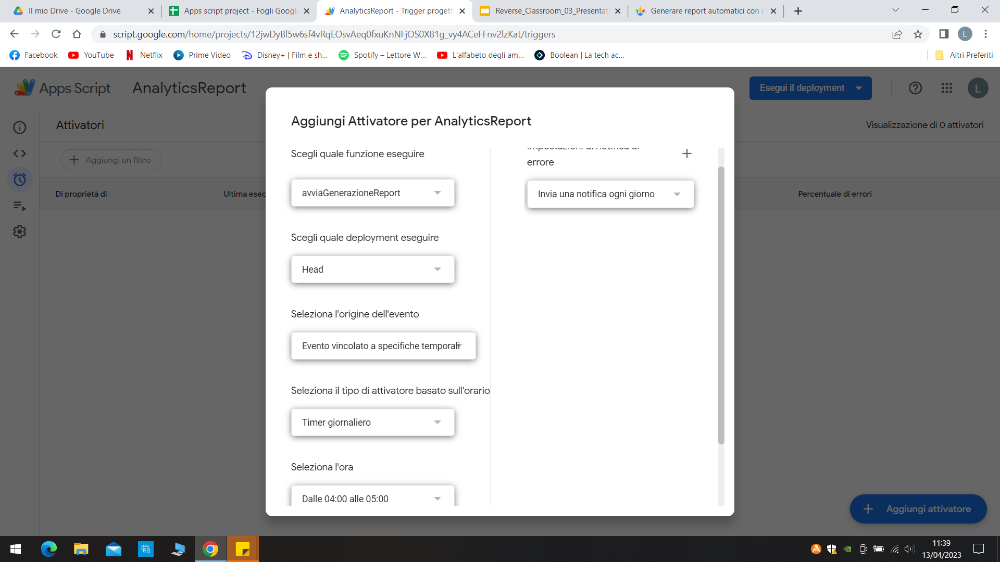 Il mio Drive - Google Drive
Apps script project - Fogli Google
AnalyticsReport - Trigger progett
Reverse_Classroom_03_Presentat
Generare report automatici con i
script.google.com/home/projects/12jwDyBl5w6sf4vRqEOsvAeq0fxuKnNFjOS0X81g_vy4ACeFFnv2lzKat/triggers
L
Facebook
YouTube
Netflix
Prime Video
Disney+ | Film e sh...
Spotify – Lettore W...
L'alfabeto degli am...
Boolean | La tech ac...
Altri Preferiti
Apps Script
AnalyticsReport
Esegui il deployment
L
Attivatori
Visualizzazione di 0 attivatori
Aggiungi un filtro
Di proprietà di
Ultima esec
Percentuale di errori
Aggiungi Attivatore per AnalyticsReport
Scegli quale funzione eseguire
avviaGenerazioneReport
Scegli quale deployment eseguire
Head
Seleziona l'origine dell'evento
Evento vincolato a specifiche temporali
Seleziona il tipo di attivatore basato sull'orario
Timer giornaliero
Seleziona l'ora
Dalle 04:00 alle 05:00
Impostazioni di notifica di
errore
Invia una notifica ogni giorno
Aggiungi attivatore
11:39
13/04/2023